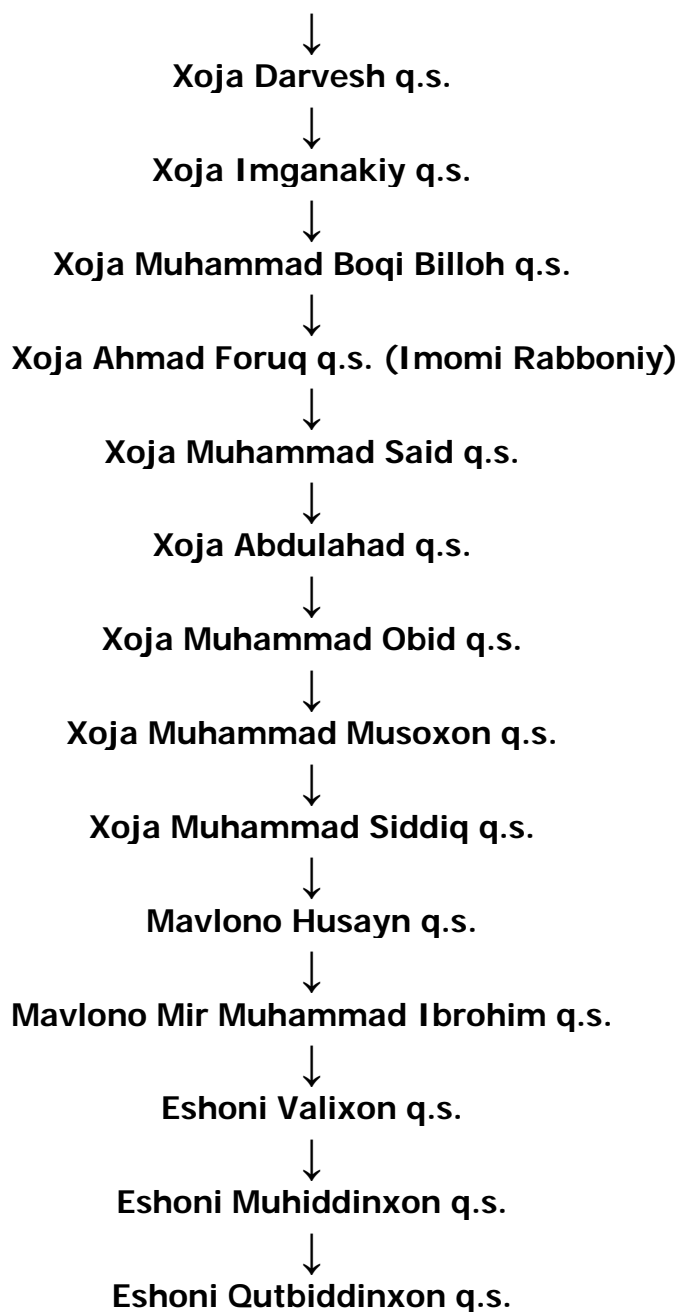 ↓
Xoja Darvesh q.s.
↓
Xoja Imganakiy q.s.
↓
Xoja Muhammad Boqi Billoh q.s.
↓
Xoja Ahmad Foruq q.s. (Imomi Rabboniy)
↓
Xoja Muhammad Said q.s.
↓
Xoja Abdulahad q.s.
↓
Xoja Muhammad Obid q.s.
↓
Xoja Muhammad Musoxon q.s.
↓
Xoja Muhammad Siddiq q.s.
↓
Mavlono Husayn q.s.
↓
Mavlono Mir Muhammad Ibrohim q.s.
↓
Eshoni Valixon q.s.
↓
Eshoni Muhiddinxon q.s.
↓
Eshoni Qutbiddinxon q.s.